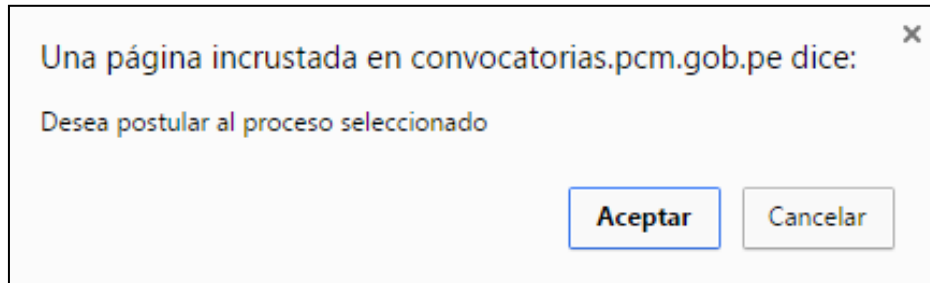 Una página incrustada en convocatorias.pcm.gob.pe dice:
Desea postular al proceso seleccionado
Aceptar Cancelar